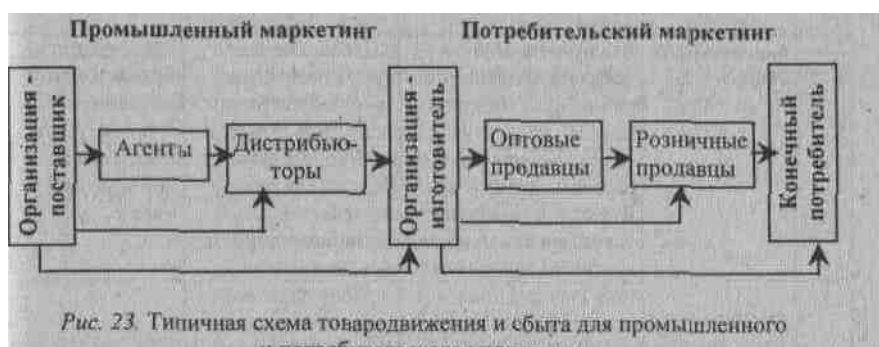 Промышленный маркетинг
Потребительский маркетинг
Организация -
поставщик
Агенты
Дистрибью-
торы
Организация -
изготовитель
Оптовые
продавцы
Розничные
продавцы
Конечный
потребитель
Рис. 23. Типичная схема товародвижения и сбыта для промышленного